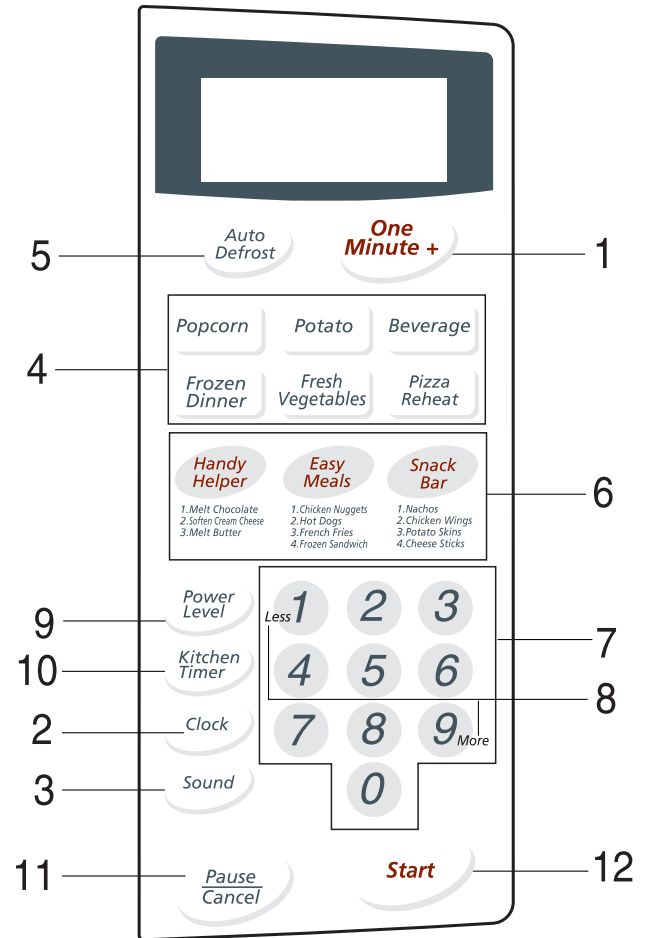 One
Minute +
Auto
Defrost
5
1
Popcorn
Potato
Beverage
4
Frozen
Dinner
Fresh
Vegetables
Pizza
Reheat
Handy
Helper
Easy
Meals
Snack
Bar
6
1.Melt Chocolate
2.Soften Cream Cheese
3.Melt Butter
1.Chicken Nuggets
2.Hot Dogs
3.French Fries
4.Frozen Sandwich
1.Nachos
2.Chicken Wings
3.Potato Skins
4.Cheese Sticks
9
Power
Level
Less
1
2
3
7
10
Kitchen
Timer
4
5
6
8
2
Clock
7
8
9
More
3
Sound
0
11
Pause
Cancel
Start
12